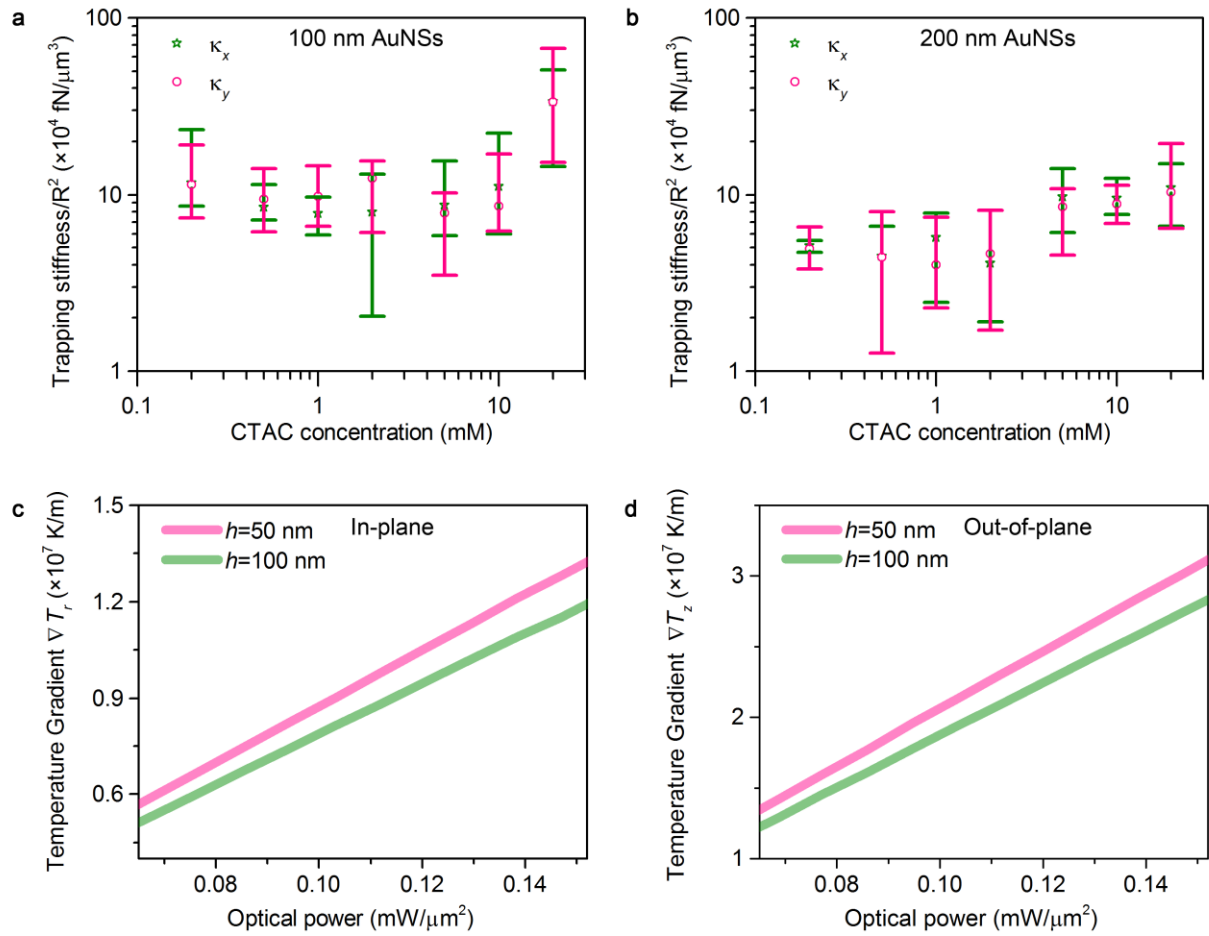 a
100 nm AuNSs
κx
κy
Trapping stiffness/R² (×10⁴ fN/μm³)
100
10
1
0.1
1
10
CTAC concentration (mM)
b
200 nm AuNSs
κx
κy
Trapping stiffness/R² (×10⁴ fN/μm³)
100
10
1
0.1
1
10
CTAC concentration (mM)
c
In-plane
h=50 nm
h=100 nm
Temperature Gradient ∇Tr (×10⁷ K/m)
1.5
1.2
0.9
0.6
0.08
0.10
0.12
0.14
Optical power (mW/μm²)
d
Out-of-plane
h=50 nm
h=100 nm
Temperature Gradient ∇Tz (×10⁷ K/m)
3
2
1
0.08
0.10
0.12
0.14
Optical power (mW/μm²)